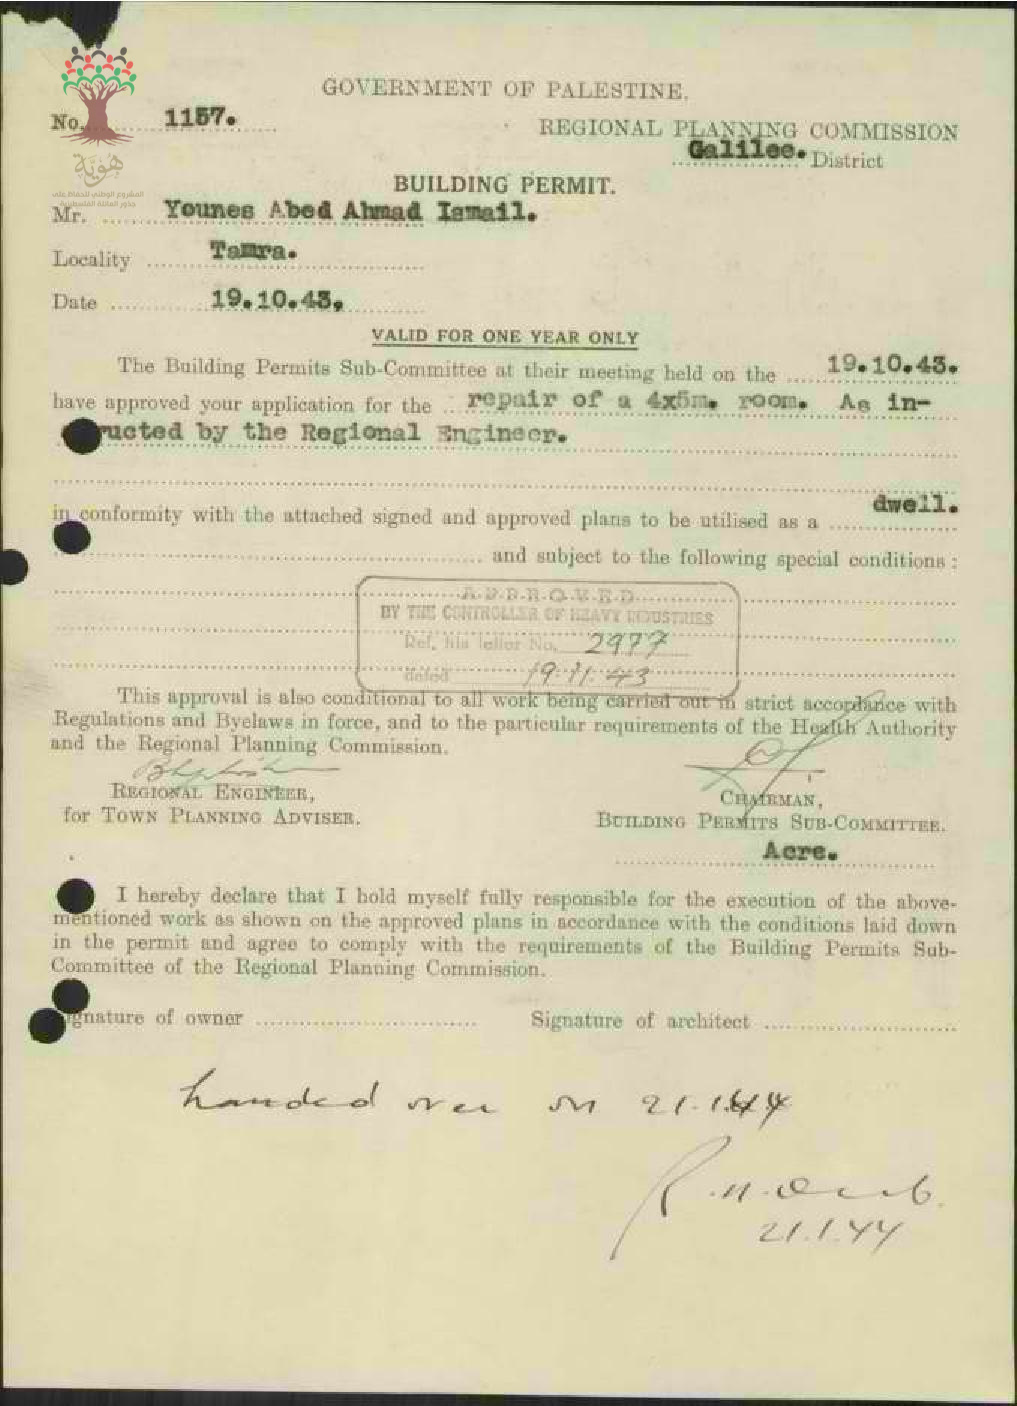 GOVERNMENT OF PALESTINE.
No. 1157.
REGIONAL PLANNING COMMISSION
Galilee. District
هوية
المشروع الوطني للحفاظ على
جذور العائلة الفلسطينية
BUILDING PERMIT.
Mr. Younes Abed Ahmad Ismail.
Locality Tamra.
Date 19.10.43.
VALID FOR ONE YEAR ONLY
The Building Permits Sub-Committee at their meeting held on the 19.10.43.
have approved your application for the repair of a 4x5m. room. As in-
ructed by the Regional Engineer.
dwell.
in conformity with the attached signed and approved plans to be utilised as a
and subject to the following special conditions :
APPROVED
BY THE CONTROLLER OF HEAVY INDUSTRIES
Ref. his letter No. 2977
dated 19.11.43
This approval is also conditional to all work being carried out in strict accordance with
Regulations and Byelaws in force, and to the particular requirements of the Health Authority
and the Regional Planning Commission.
REGIONAL ENGINEER,
for TOWN PLANNING ADVISER.
CHAIRMAN,
BUILDING PERMITS SUB-COMMITTEE.
Acre.
I hereby declare that I hold myself fully responsible for the execution of the above-
mentioned work as shown on the approved plans in accordance with the conditions laid down
in the permit and agree to comply with the requirements of the Building Permits Sub-
Committee of the Regional Planning Commission.
gnature of owner
Signature of architect
handed over on 21.1.44
21.1.44